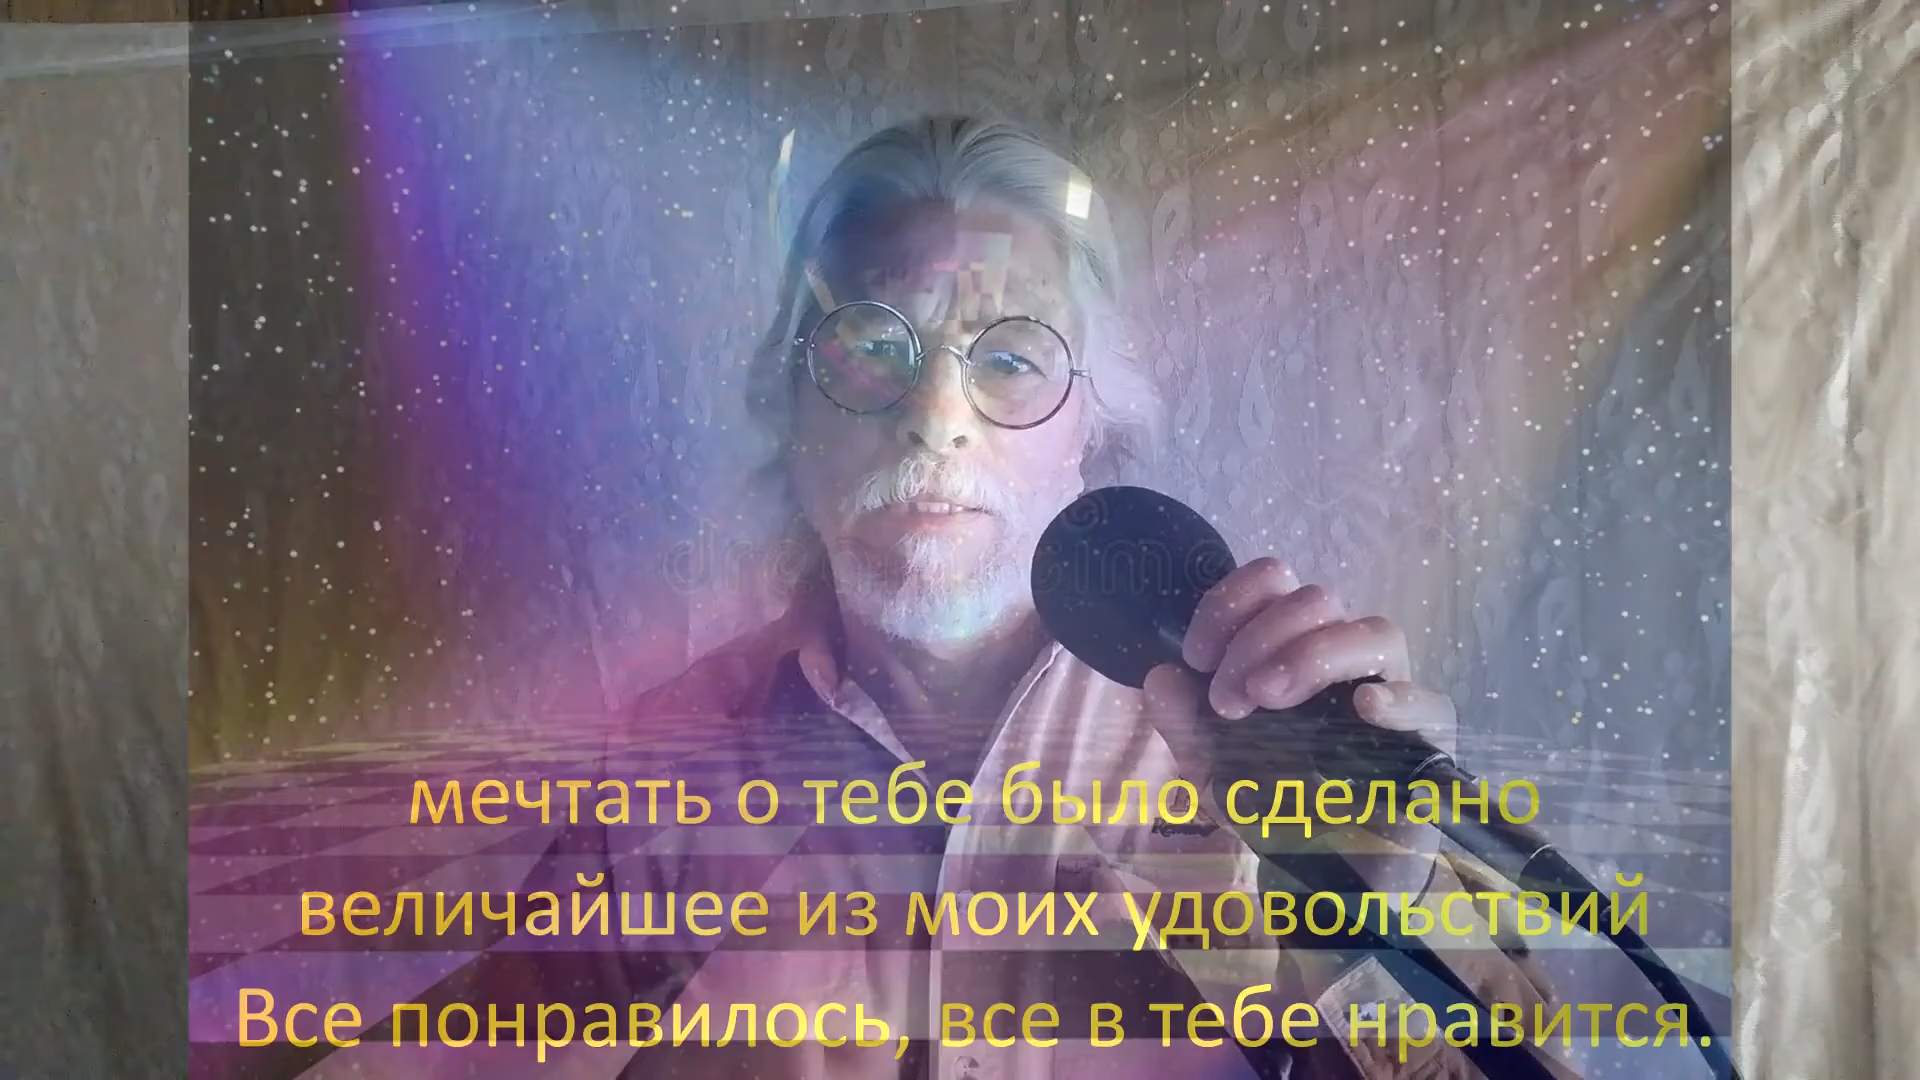 мечтать о тебе было сделано
величайшее из моих удовольствий
Все понравилось, все в тебе нравится.